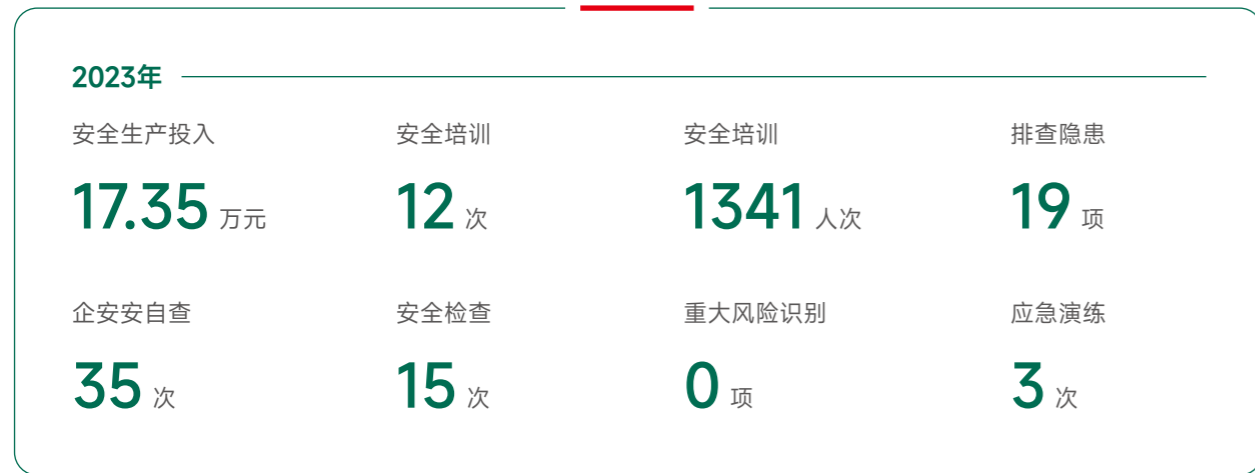 2023年
安全生产投入 安全培训 安全培训 排查隐患
17.35 万元 12 次 1341 人次 19 项
企安安自查 安全检查 重大风险识别 应急演练
35 次 15 次 0 项 3 次